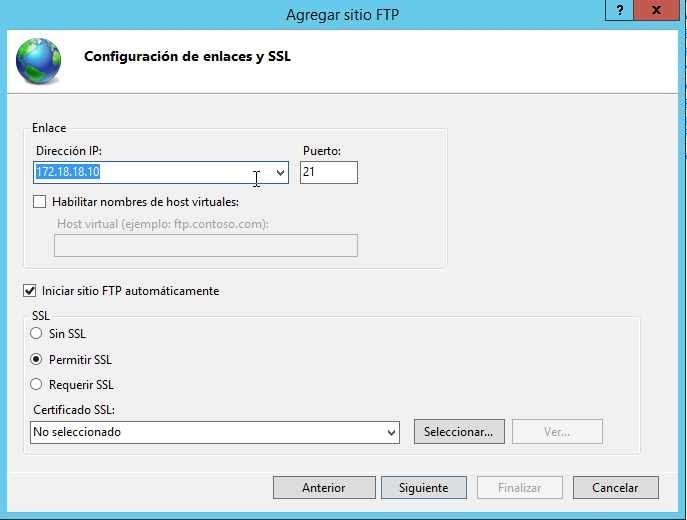 Agregar sitio FTP
?
x
Configuración de enlaces y SSL
Enlace
Dirección IP:
Puerto:
172.18.18.10
21
Habilitar nombres de host virtuales:
Host virtual (ejemplo: ftp.contoso.com):
Iniciar sitio FTP automáticamente
SSL
Sin SSL
Permitir SSL
Requerir SSL
Certificado SSL:
No seleccionado
Seleccionar...
Ver...
Anterior
Siguiente
Finalizar
Cancelar